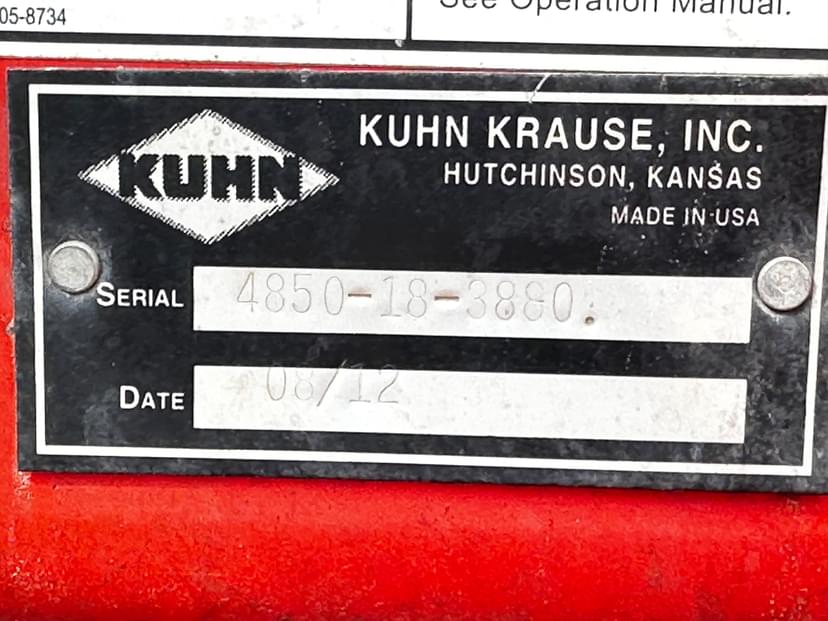 05-8734
See Operation Manual.
KUHN
KUHN KRAUSE, INC.
HUTCHINSON, KANSAS
MADE IN USA
SERIAL 4850-18-3880.
DATE 08/12